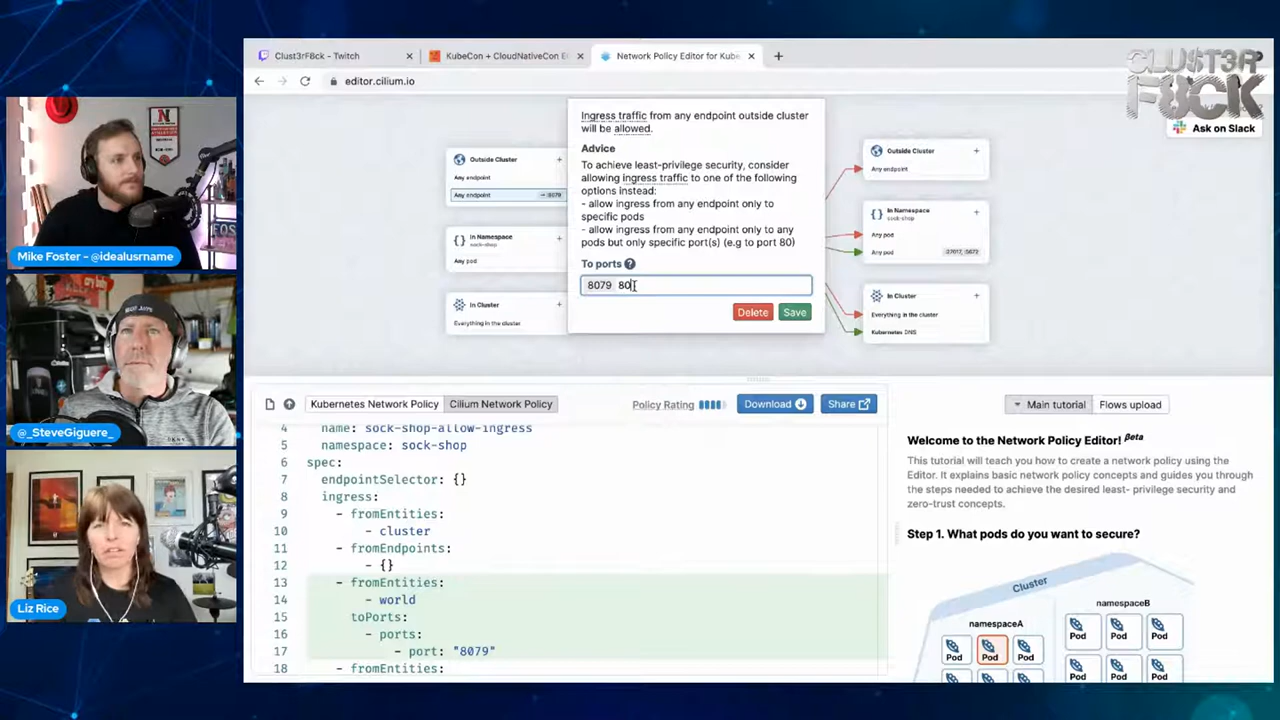 Clust3rF8ck - Twitch
KubeCon + CloudNativeCon E
Network Policy Editor for Kube
editor.cilium.io
CLUST3R
F8CK
Ask on Slack
Mike Foster - @idealusrname
@_SteveGiguere_
Liz Rice
Outside Cluster
Any endpoint
Any endpoint
8079
In Namespace
sock-shop
Any pod
In Cluster
Everything in the cluster
Ingress traffic from any endpoint outside cluster
will be allowed.
Advice
To achieve least-privilege security, consider
allowing ingress traffic to one of the following
options instead:
- allow ingress from any endpoint only to
specific pods
- allow ingress from any endpoint only to any
pods but only specific port(s) (e.g to port 80)
To ports ?
8079 80
Delete
Save
Outside Cluster
Any endpoint
In Namespace
sock-shop
Any pod
Any pod
:27017, :5672
In Cluster
Everything in the cluster
Kubernetes DNS
Kubernetes Network Policy
Cilium Network Policy
Policy Rating
Download
Share
4 name: sock-shop-allow-ingress
5 namespace: sock-shop
6 spec:
7 endpointSelector: {}
8 ingress:
9 - fromEntities:
10 - cluster
11 - fromEndpoints:
12 - {}
13 - fromEntities:
14 - world
15 toPorts:
16 - ports:
17 - port: "8079"
18 - fromEntities:
Main tutorial
Flows upload
Welcome to the Network Policy Editor! Beta
This tutorial will teach you how to create a network policy using the
Editor. It explains basic network policy concepts and guides you through
the steps needed to achieve the desired least- privilege security and
zero-trust concepts.
Step 1. What pods do you want to secure?
Cluster
namespaceA
namespaceB
Pod
Pod
Pod
Pod
Pod
Pod
Pod
Pod
Pod